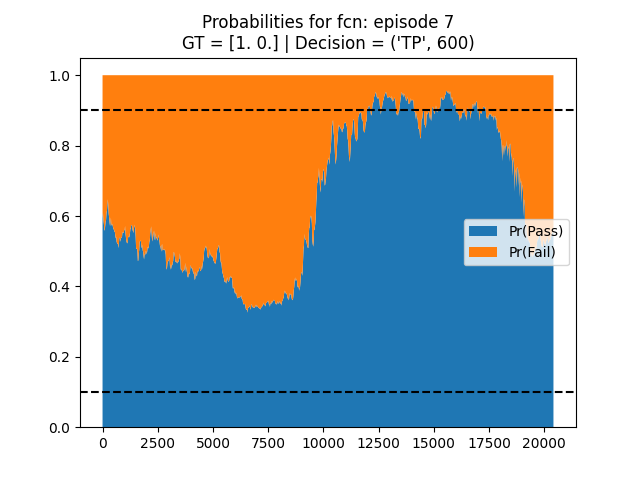 Probabilities for fcn: episode 7
GT = [1. 0.] | Decision = ('TP', 600)
1.0
0.8
0.6
0.4
0.2
0.0
Pr(Pass)
Pr(Fail)
0 2500 5000 7500 10000 12500 15000 17500 20000